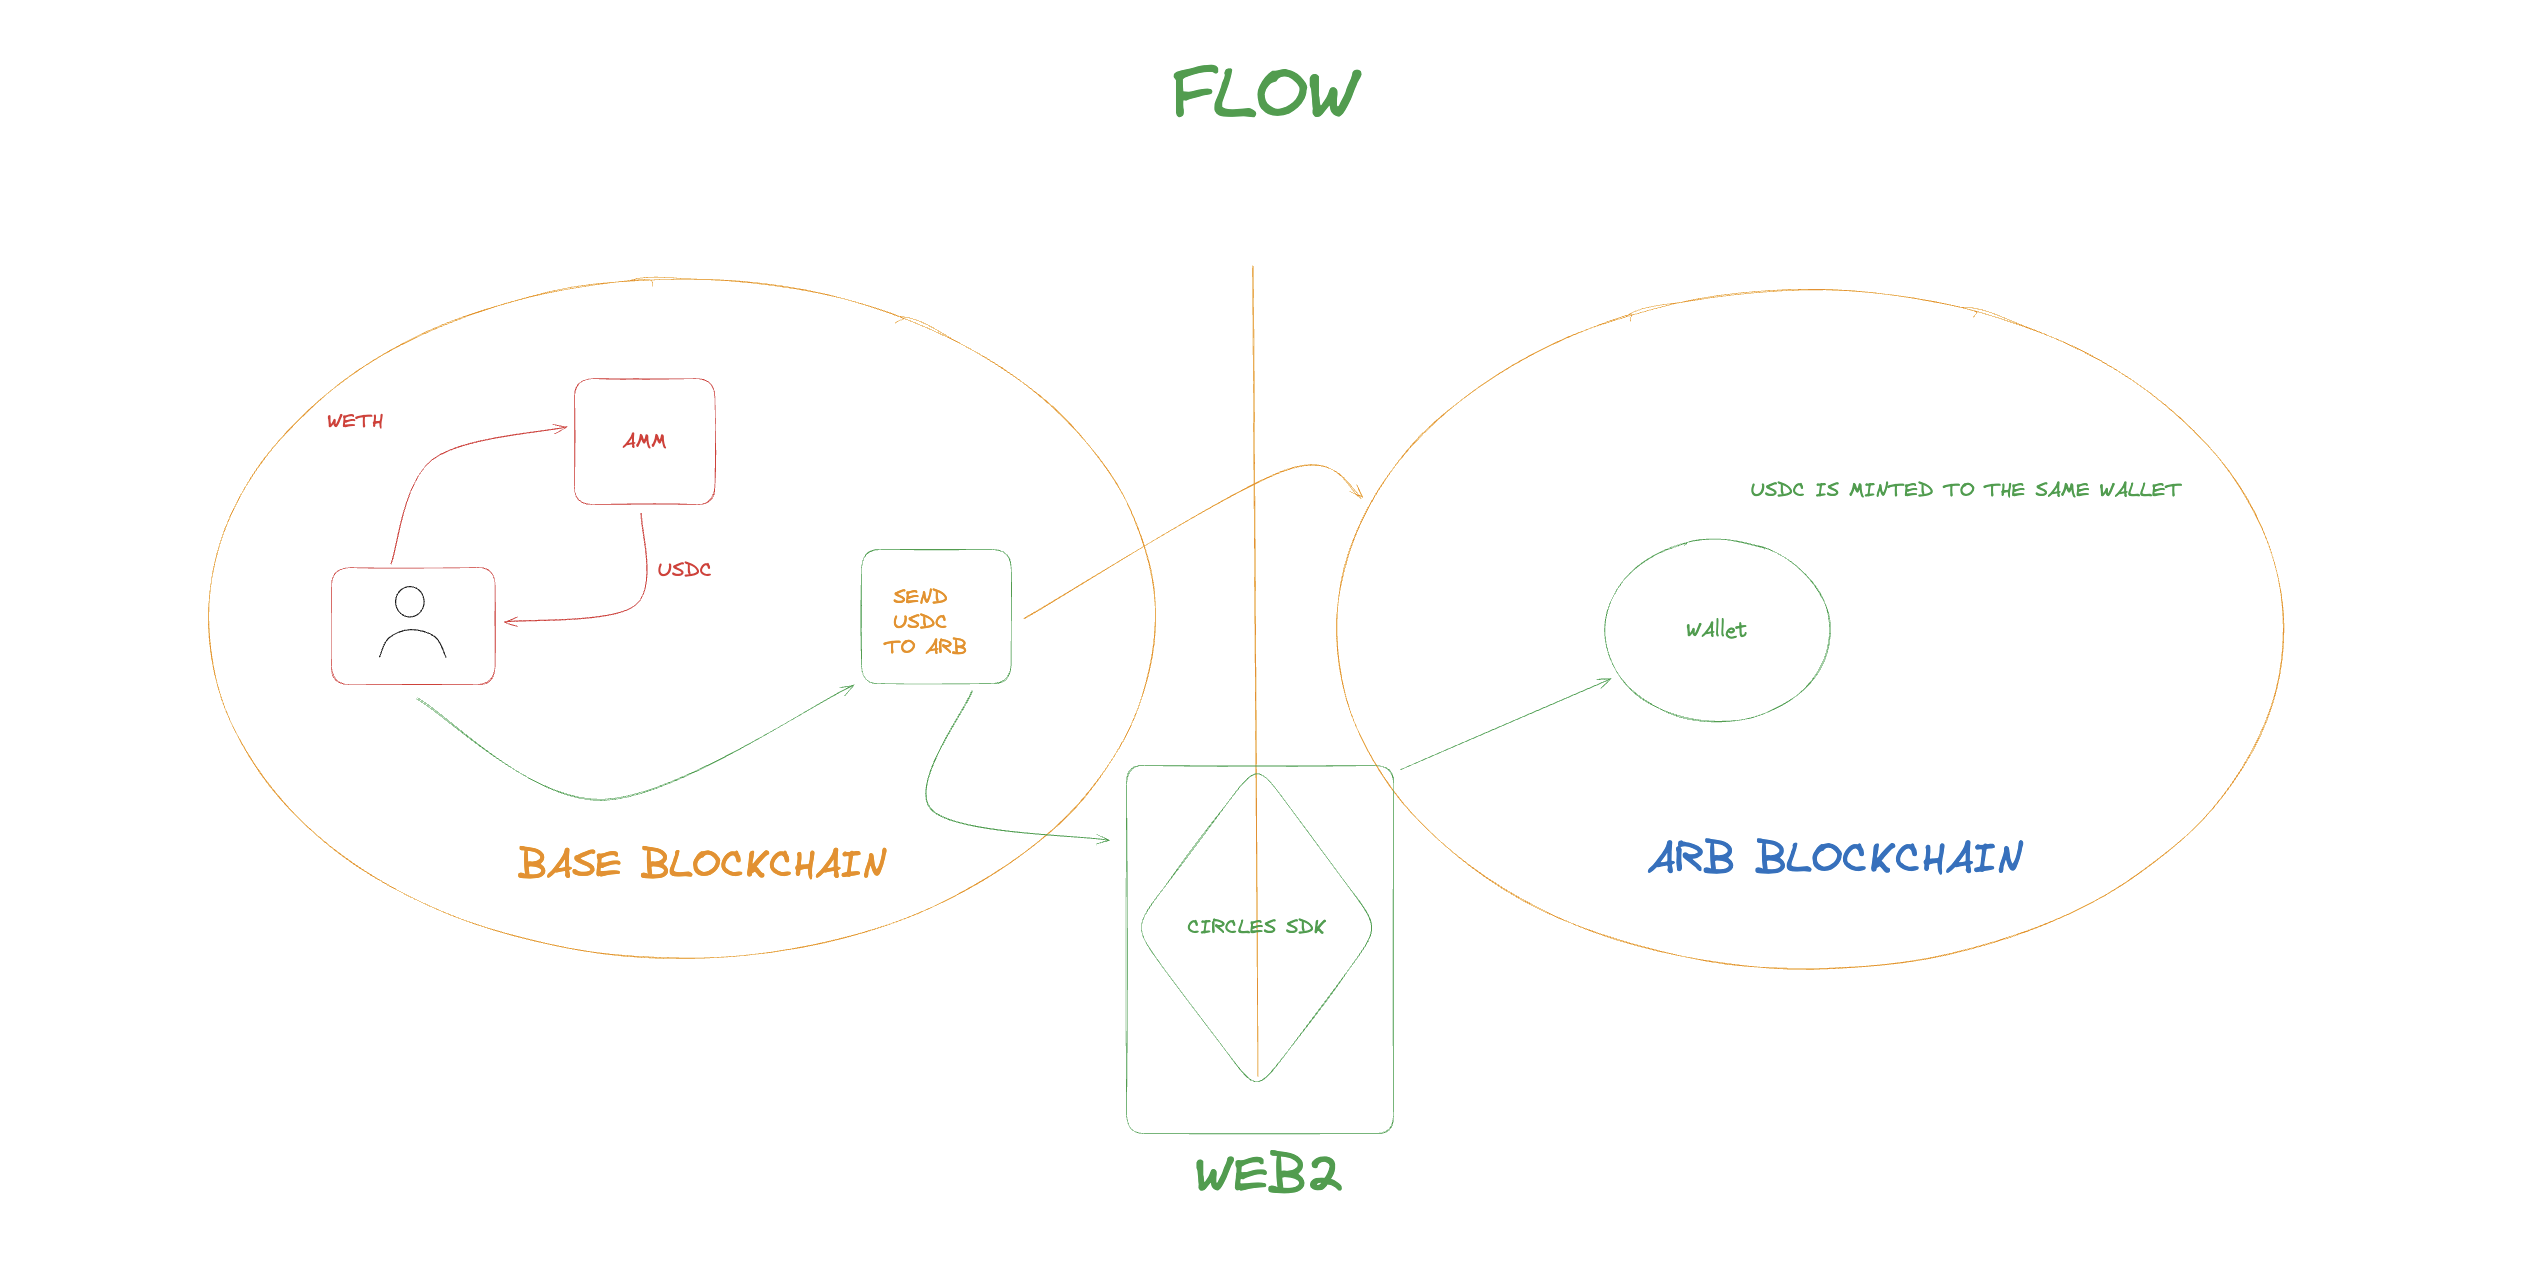 FLOW
WETH
AMM
USDC
SEND
USDC
TO ARB
BASE BLOCKCHAIN
USDC IS MINTED TO THE SAME WALLET
WAllet
ARB BLOCKCHAIN
CIRCLES SDK
WEB2